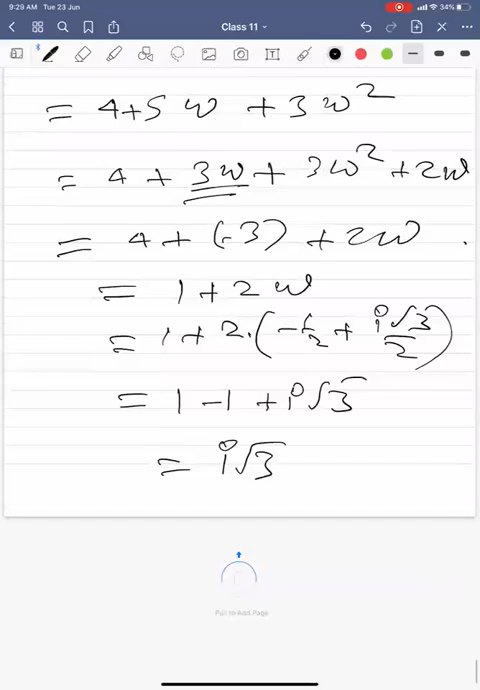 9:29 AM Tue 23 Jun
34%
Class 11
= 4+5ω + 3ω²
= 4 + 3ω + 3ω² + 2ω
= 4 + (-3) + 2ω .
= 1 + 2ω
= 1 + 2.(-1/2 + i√3/2)
= 1 - 1 + i√3
= i√3
Pull to Add Page